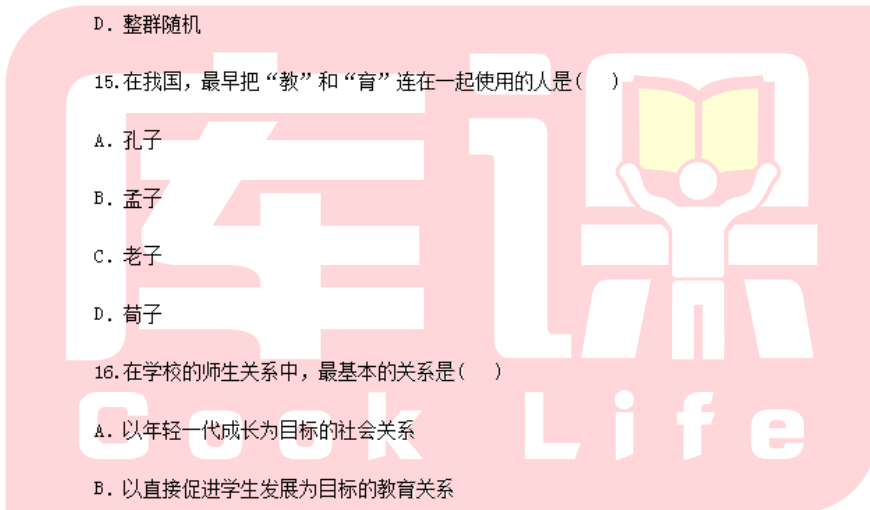 D. 整群随机
15.在我国，最早把“教”和“育”连在一起使用的人是(　)
A. 孔子
B. 孟子
C. 老子
D. 荀子
16.在学校的师生关系中，最基本的关系是(　)
A. 以年轻一代成长为目标的社会关系
B. 以直接促进学生发展为目标的教育关系
库课
Cook Life